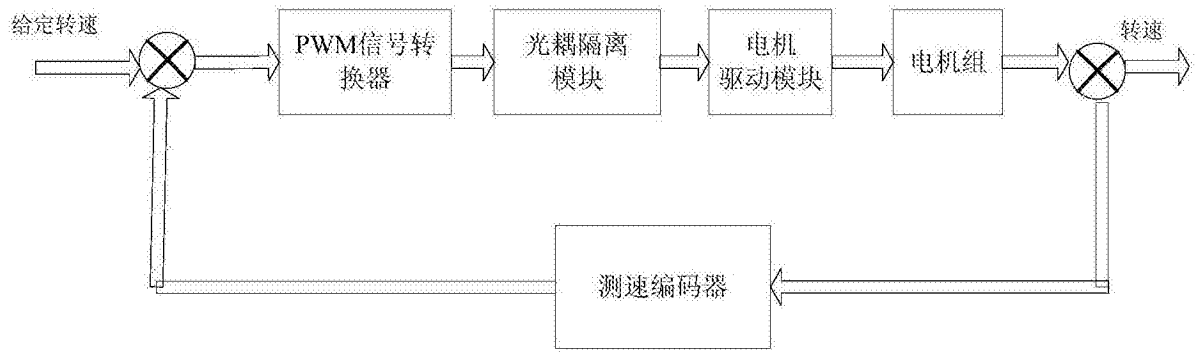 给定转速
PWM信号转
换器
光耦隔离
模块
电机
驱动模块
电机组
转速
测速编码器